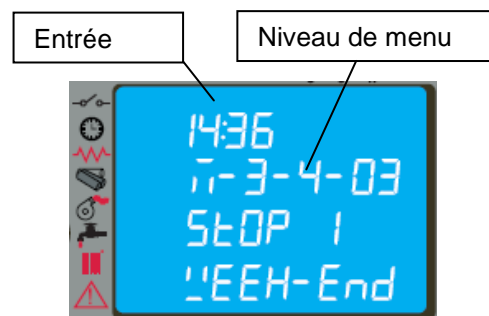 Entrée
Niveau de menu
14:36
M-3-4-03
StOP 1
WEEK-End